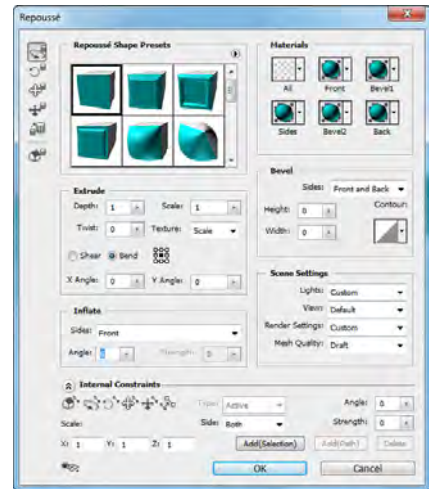 Repoussé
Repoussé Shape Presets
Materials
All Front Bevel1
Sides Bevel2 Back
Bevel
Sides: Front and Back
Height: 0 Contour:
Width: 0
Extrude
Depth: 1 Scale: 1
Twist: 0 Texture: Scale
Shear Bend
X Angle: 0 Y Angle: 0
Scene Settings
Lights: Custom
View: Default
Render Settings: Custom
Mesh Quality: Draft
Inflate
Sides: Front
Angle: 0 Strength: 0
Internal Constraints
Type: Active Angle: 0
Scale: Side: Both Strength: 0
X: 1 Y: 1 Z: 1 Add(Selection) Add(Path) Delete
OK Cancel